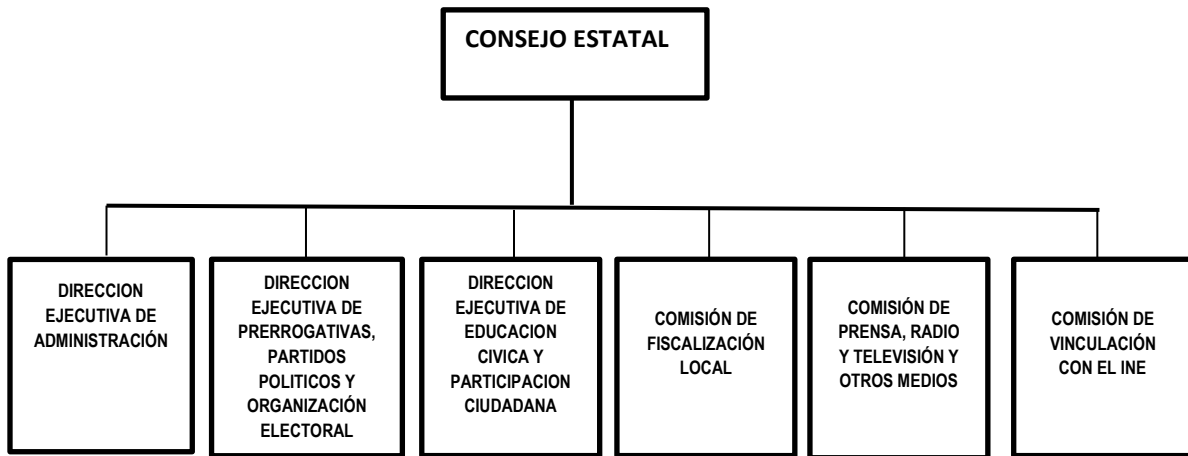 CONSEJO ESTATAL
DIRECCION
EJECUTIVA DE
ADMINISTRACIÓN
DIRECCION
EJECUTIVA DE
PRERROGATIVAS,
PARTIDOS
POLITICOS Y
ORGANIZACIÓN
ELECTORAL
DIRECCION
EJECUTIVA DE
EDUCACION
CIVICA Y
PARTICIPACION
CIUDADANA
COMISIÓN DE
FISCALIZACIÓN
LOCAL
COMISIÓN DE
PRENSA, RADIO
Y TELEVISIÓN Y
OTROS MEDIOS
COMISIÓN DE
VINCULACIÓN
CON EL INE